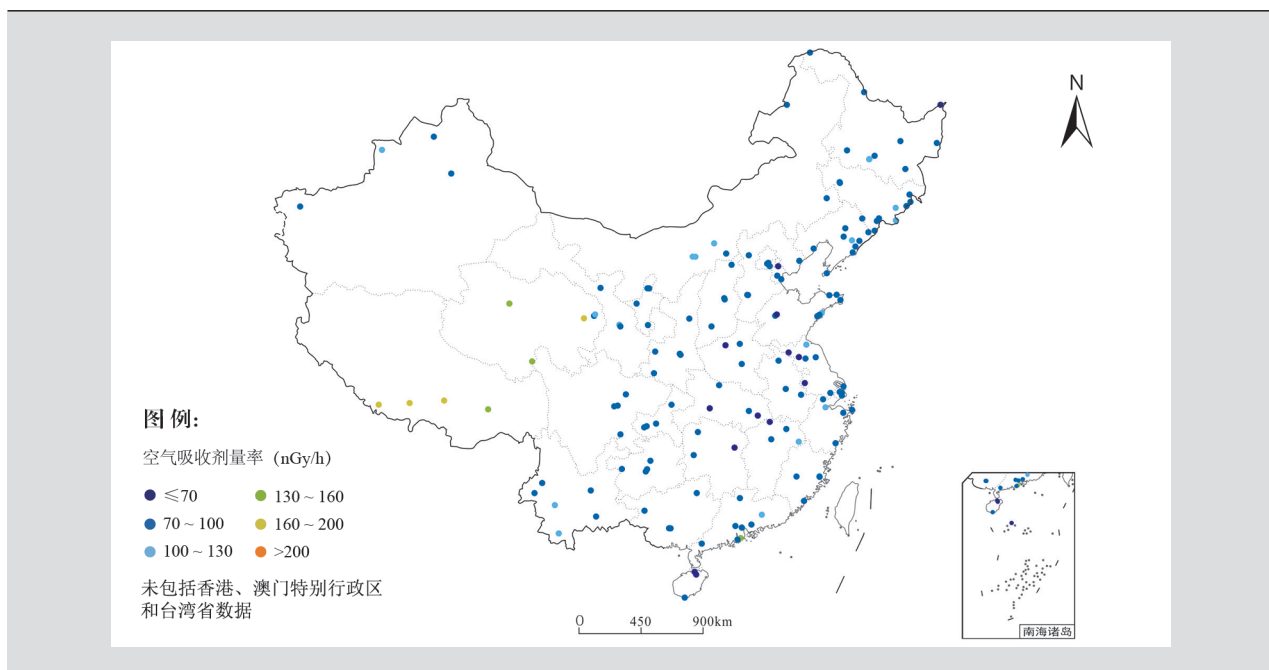 N
图例:
空气吸收剂量率（nGy/h）
≤70
130 ~ 160
70 ~ 100
160 ~ 200
100 ~ 130
>200
未包括香港、澳门特别行政区
和台湾省数据
0 450 900km
南海诸岛